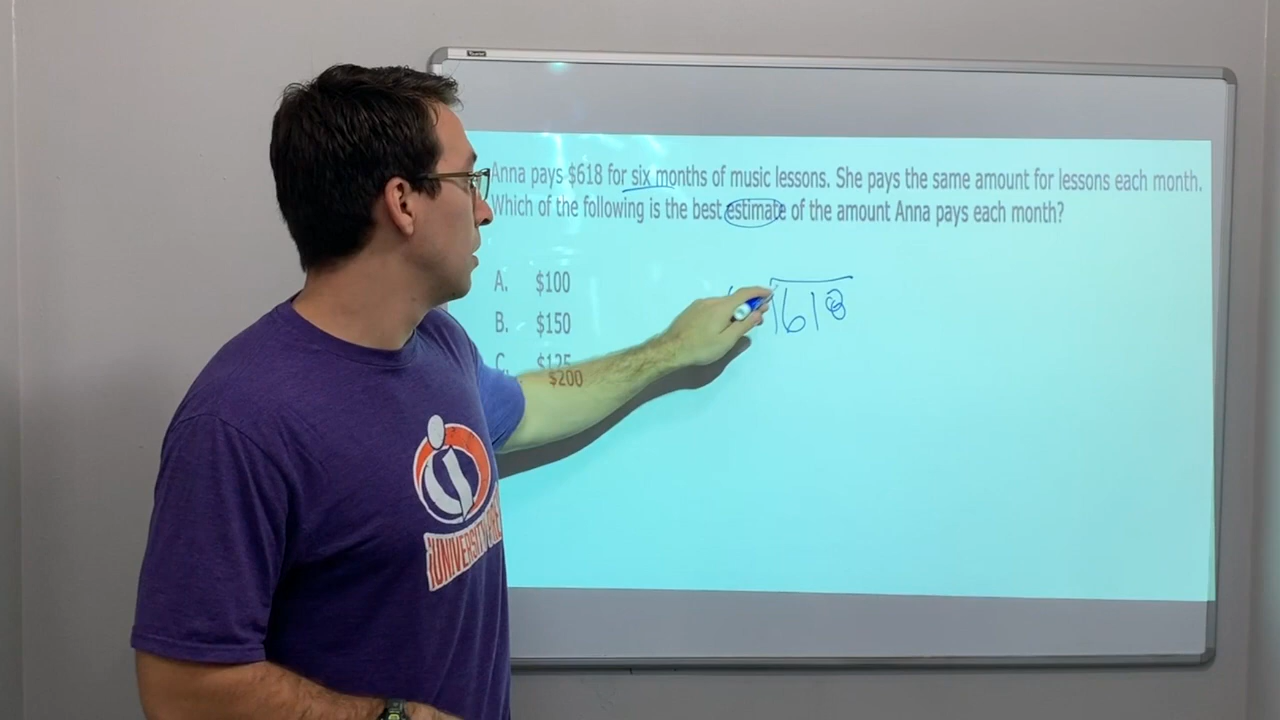 Anna pays $618 for six months of music lessons. She pays the same amount for lessons each month.
Which of the following is the best estimate of the amount Anna pays each month?
A. $100
B. $150
C. $125
$200
618
UNIVERSITY